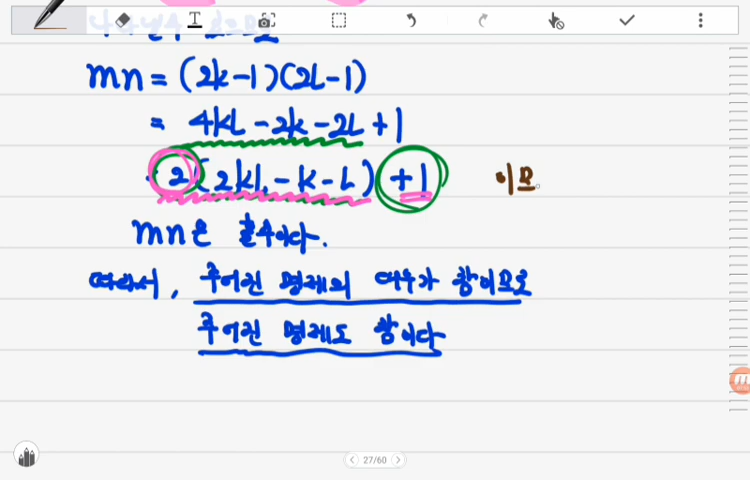 mn = (2k-1)(2L-1)
= 4kL-2k-2L+1
2(2kL-k-L)+1 이므
mn은 홀수이다.
따라서, 주어진 명제의 대우가 참이므로
주어진 명제도 참이다
27/60